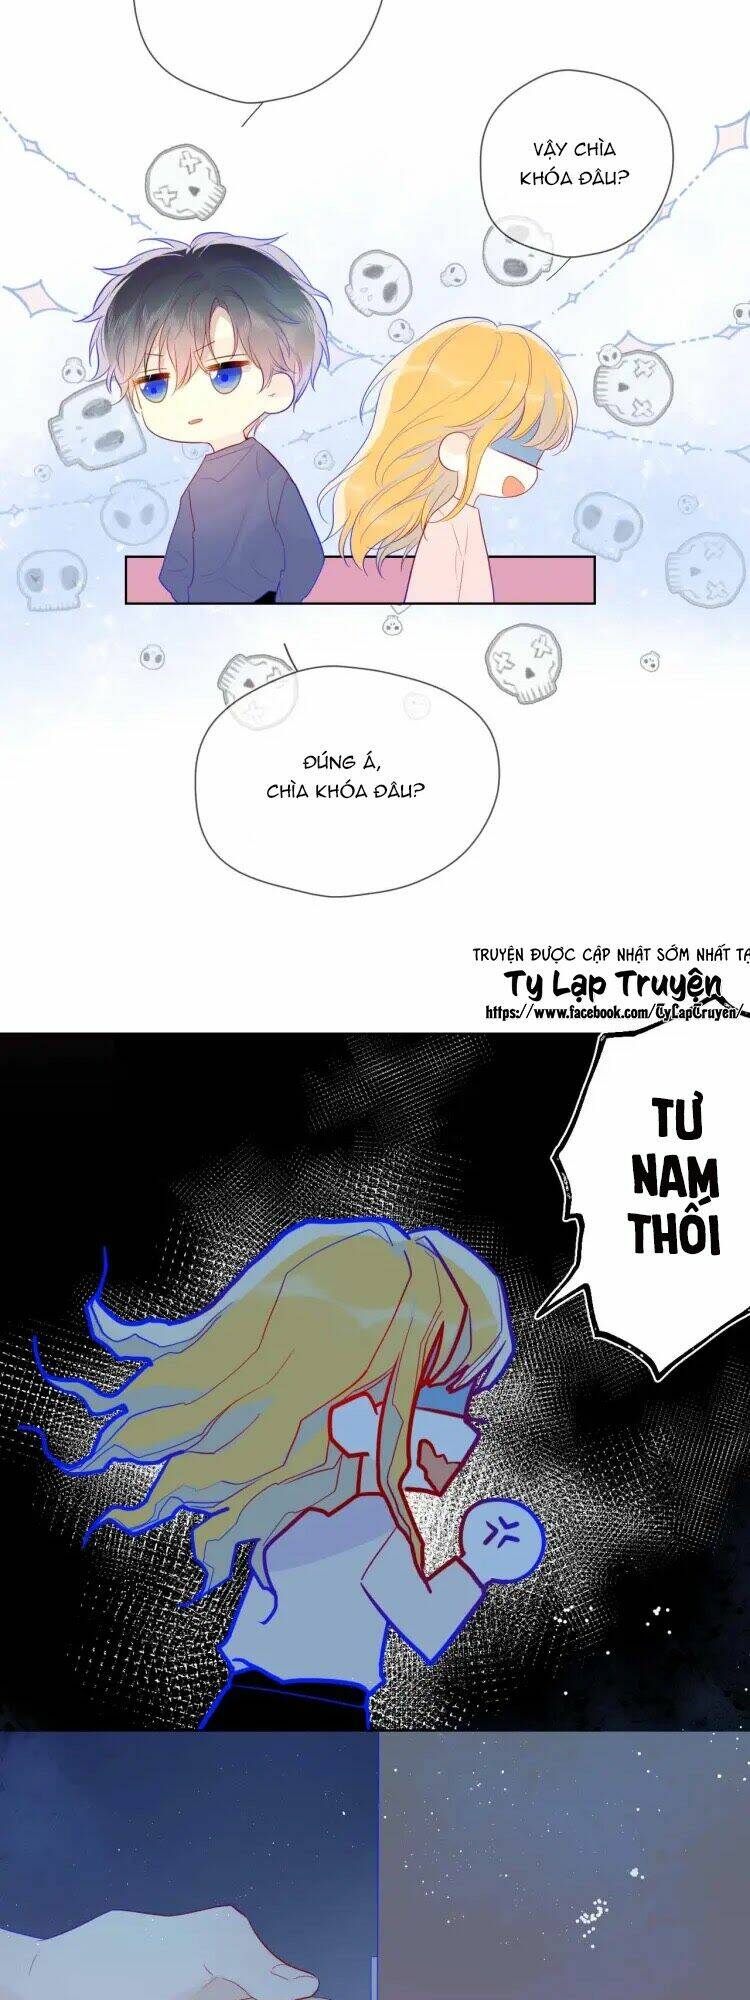 VẬY CHÌA
KHÓA ĐÂU?
ĐÚNG Á,
CHÌA KHÓA ĐÂU?
TRUYỆN ĐƯỢC CẬP NHẬT SỚM NHẤT TẠ
Ty Lạp Truyện
https://www.facebook.com/TyLapTruyen/
TƯ
NAM
THỐI